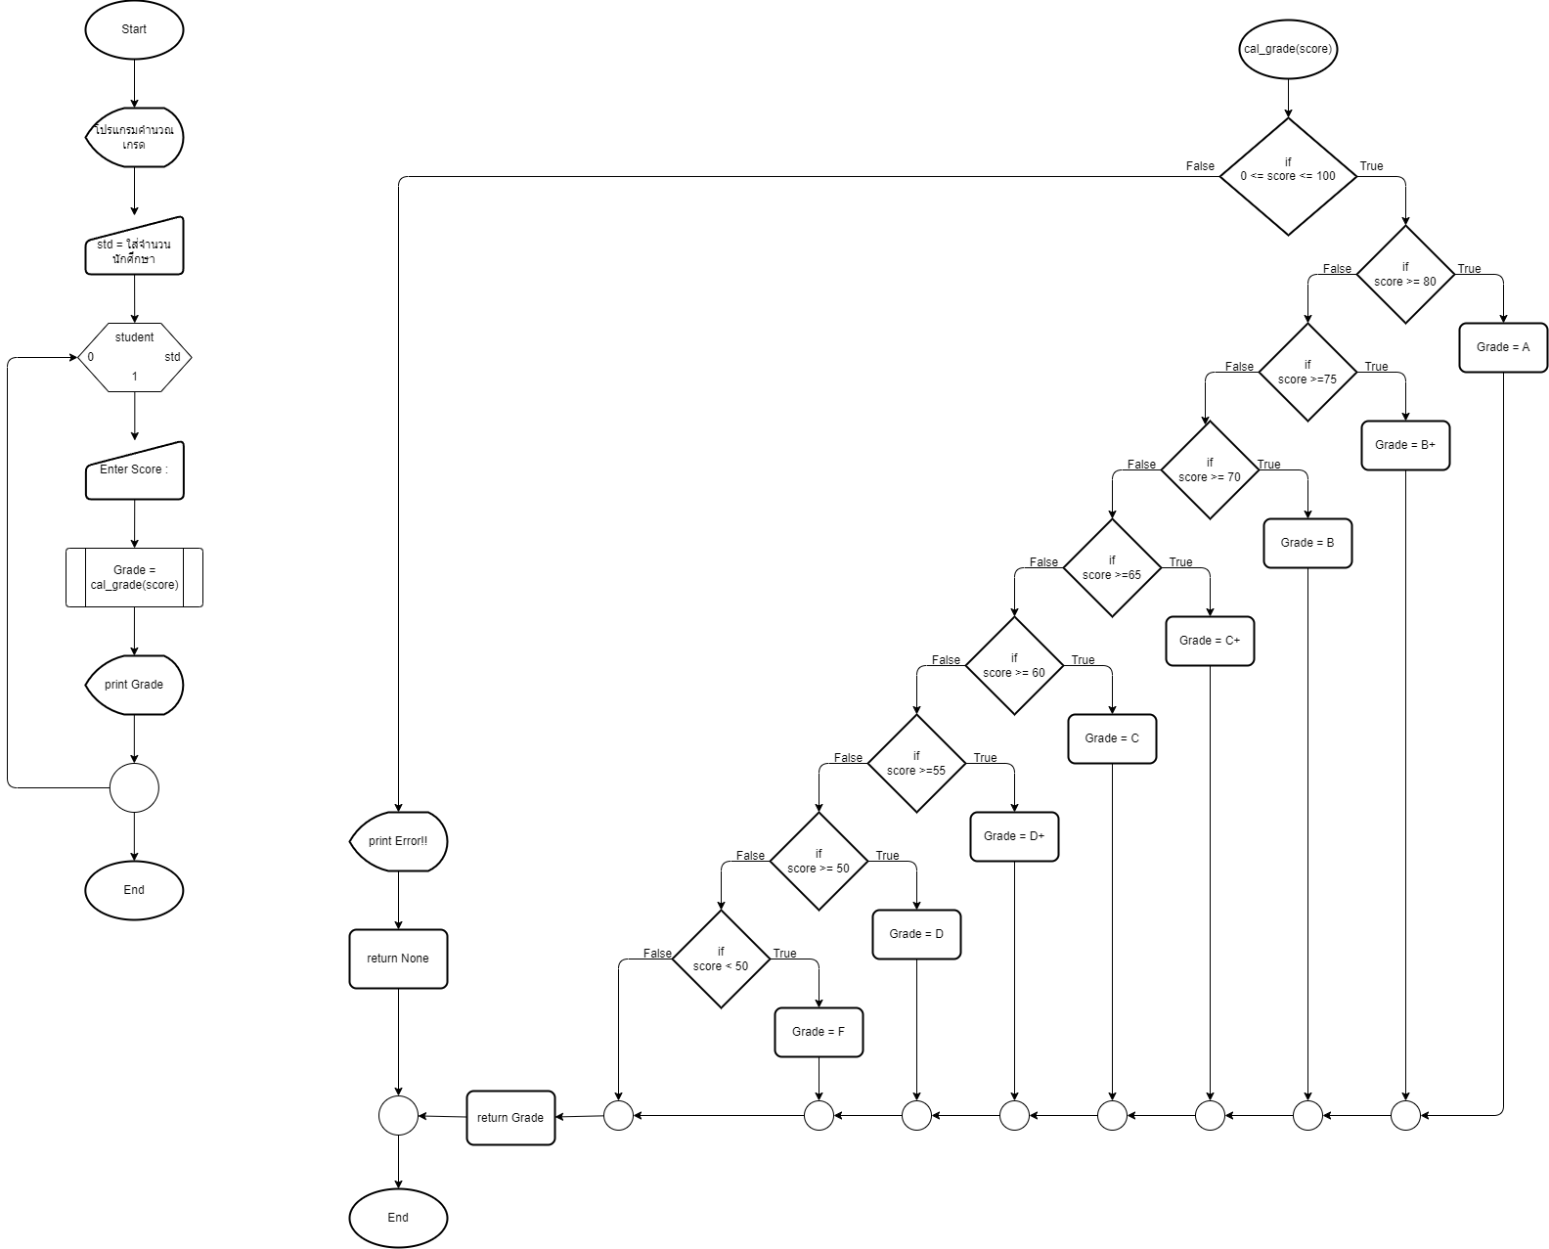 Start
โปรแกรมคำนวณ
เกรด
std = ใส่จำนวน
นักศึกษา
student
0
std
1
Enter Score :
Grade =
cal_grade(score)
print Grade
End
cal_grade(score)
if
0 <= score <= 100
False
True
if
score >= 80
False
True
Grade = A
if
score >=75
False
True
Grade = B+
if
score >= 70
False
True
Grade = B
if
score >=65
False
True
Grade = C+
if
score >= 60
False
True
Grade = C
if
score >=55
False
True
Grade = D+
if
score >= 50
False
True
Grade = D
if
score < 50
False
True
Grade = F
print Error!!
return None
return Grade
End